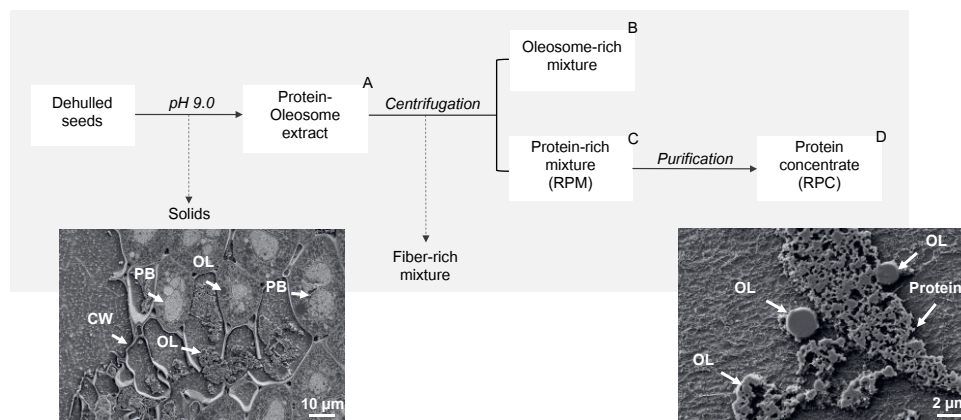 Dehulled
seeds
pH 9.0
Solids
A
Protein-
Oleosome
extract
Centrifugation
Fiber-rich
mixture
B
Oleosome-rich
mixture
C
Protein-rich
mixture
(RPM)
Purification
D
Protein
concentrate
(RPC)
PB
OL
PB
CW
OL
10 µm
OL
OL
Protein
OL
2 µm